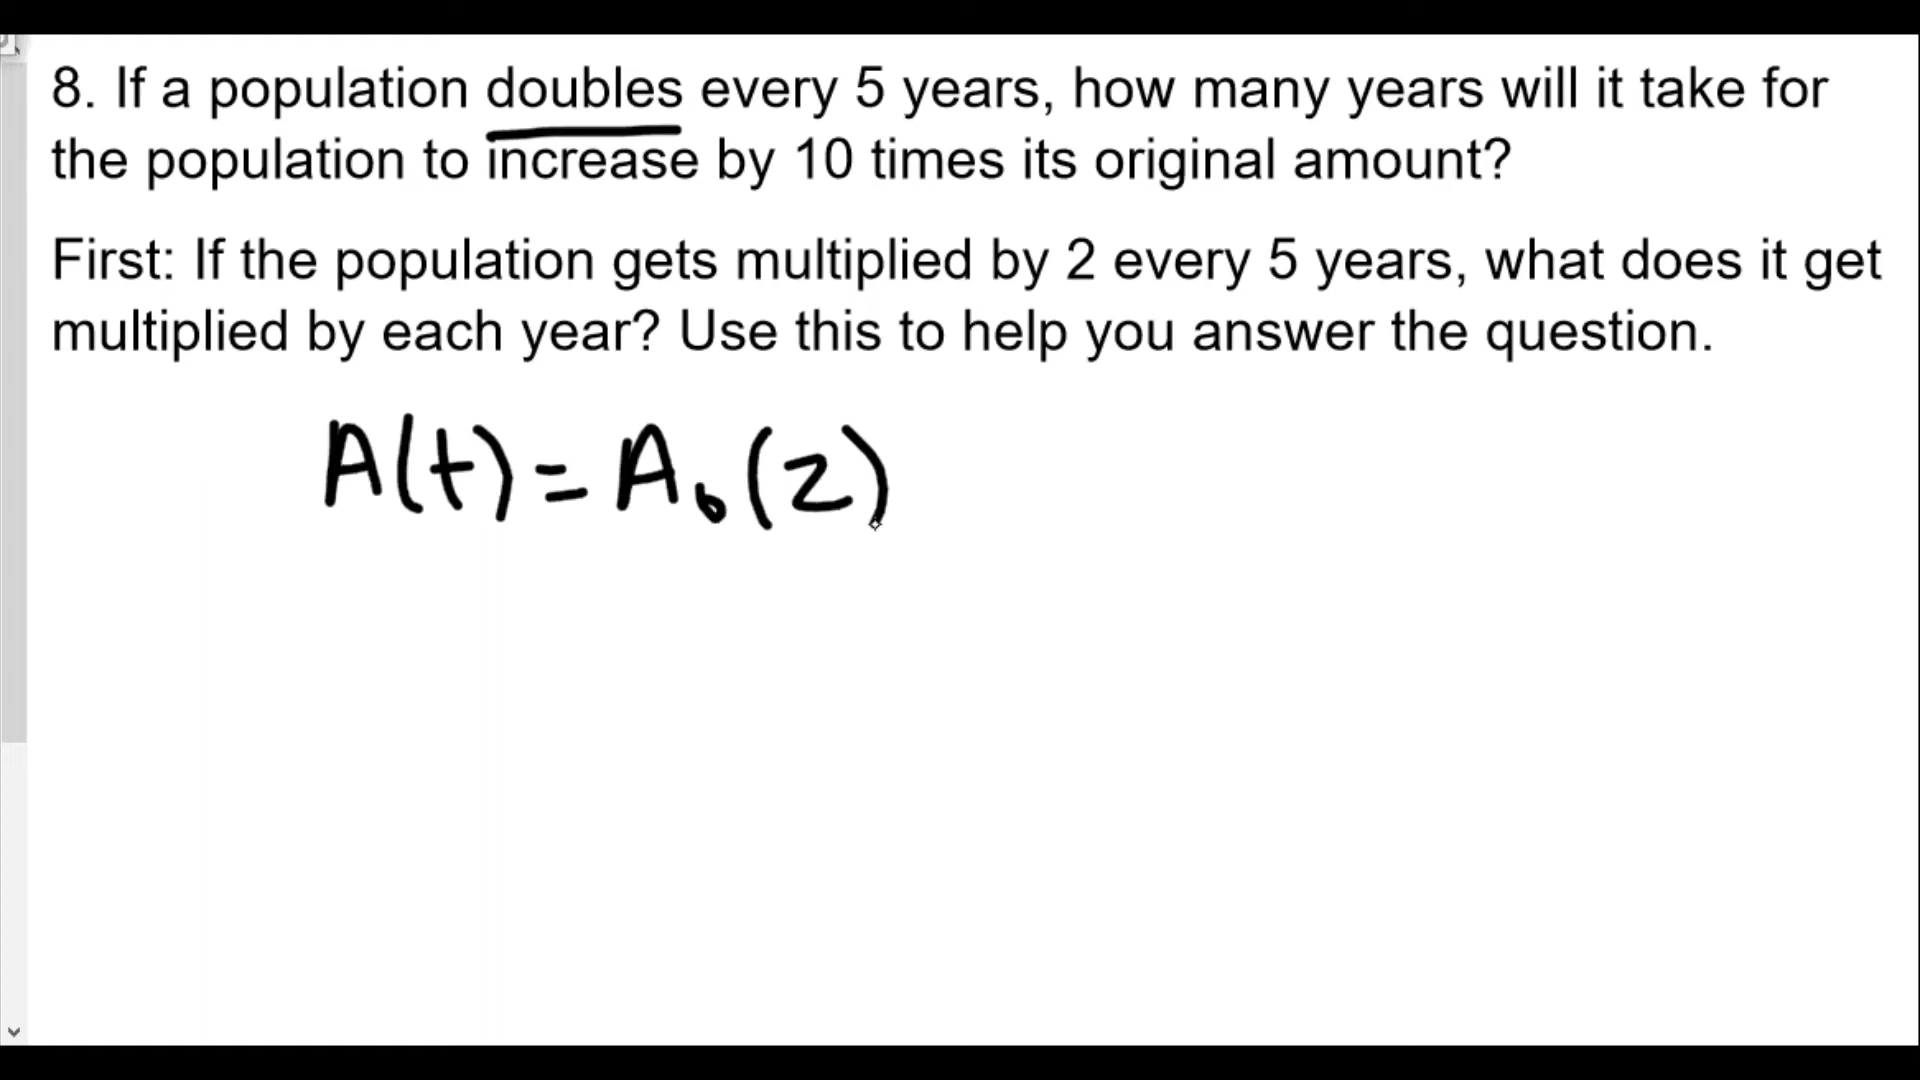 8. If a population doubles every 5 years, how many years will it take for
the population to increase by 10 times its original amount?
First: If the population gets multiplied by 2 every 5 years, what does it get
multiplied by each year? Use this to help you answer the question.
A(t) = A₀(2)